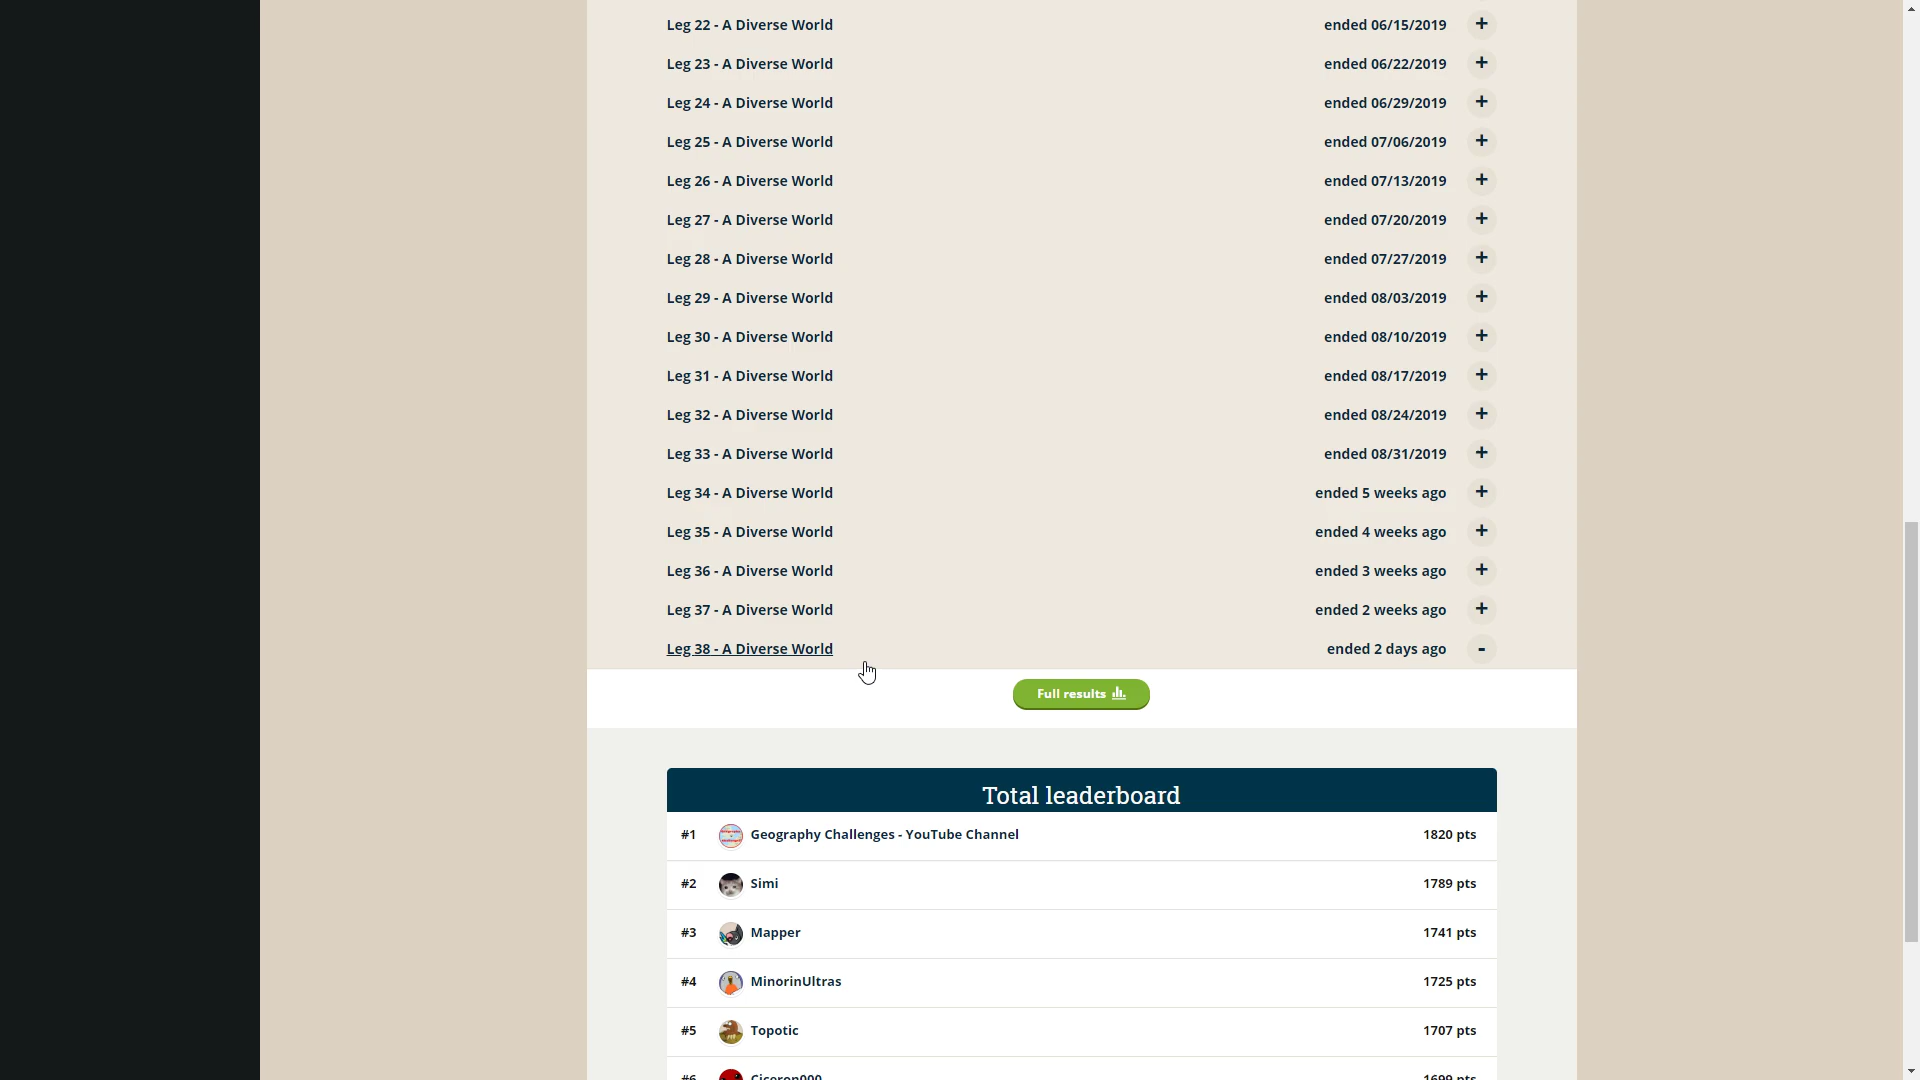 Leg 22 - A Diverse World ended 06/15/2019 +
Leg 23 - A Diverse World ended 06/22/2019 +
Leg 24 - A Diverse World ended 06/29/2019 +
Leg 25 - A Diverse World ended 07/06/2019 +
Leg 26 - A Diverse World ended 07/13/2019 +
Leg 27 - A Diverse World ended 07/20/2019 +
Leg 28 - A Diverse World ended 07/27/2019 +
Leg 29 - A Diverse World ended 08/03/2019 +
Leg 30 - A Diverse World ended 08/10/2019 +
Leg 31 - A Diverse World ended 08/17/2019 +
Leg 32 - A Diverse World ended 08/24/2019 +
Leg 33 - A Diverse World ended 08/31/2019 +
Leg 34 - A Diverse World ended 5 weeks ago +
Leg 35 - A Diverse World ended 4 weeks ago +
Leg 36 - A Diverse World ended 3 weeks ago +
Leg 37 - A Diverse World ended 2 weeks ago +
Leg 38 - A Diverse World ended 2 days ago -
Full results
Total leaderboard
#1 Geography Challenges - YouTube Channel 1820 pts
#2 Simi 1789 pts
#3 Mapper 1741 pts
#4 MinorinUltras 1725 pts
#5 Topotic 1707 pts
#6 Ciceron000 1699 pts